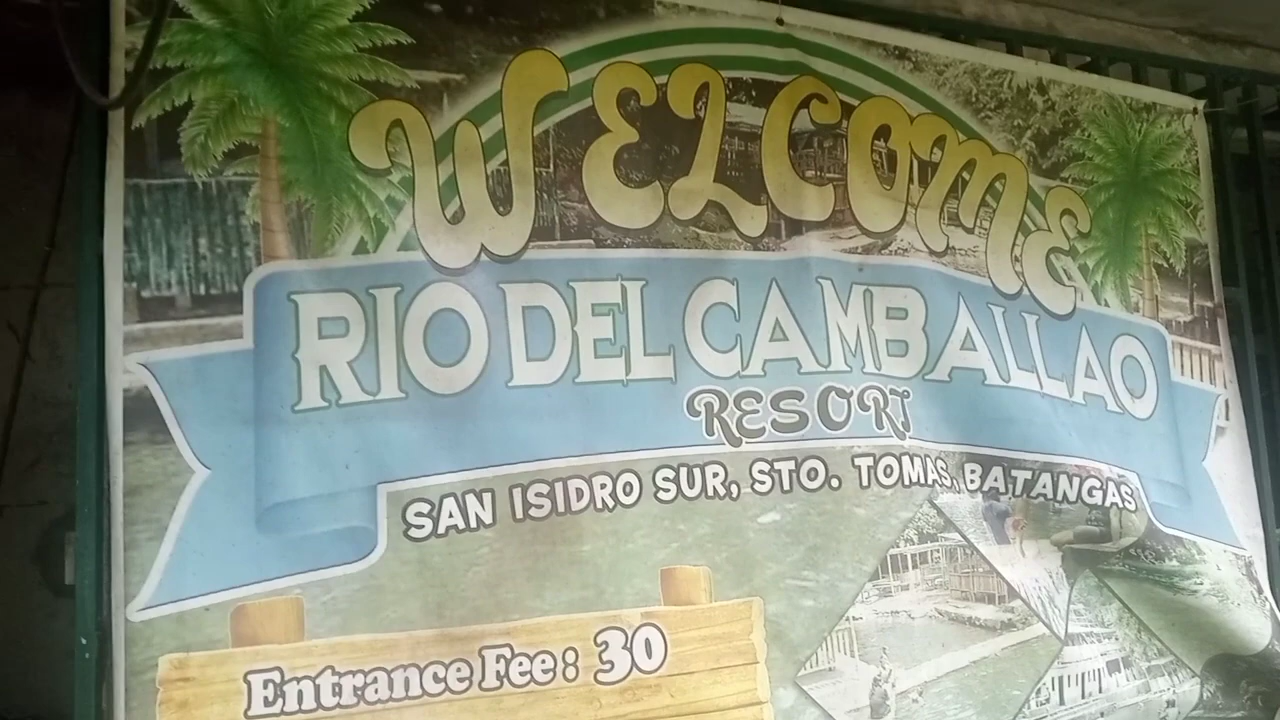 WELCOME
RIO DEL CAMBALLAO
RESORT
SAN ISIDRO SUR, STO. TOMAS, BATANGAS
Entrance Fee: 30